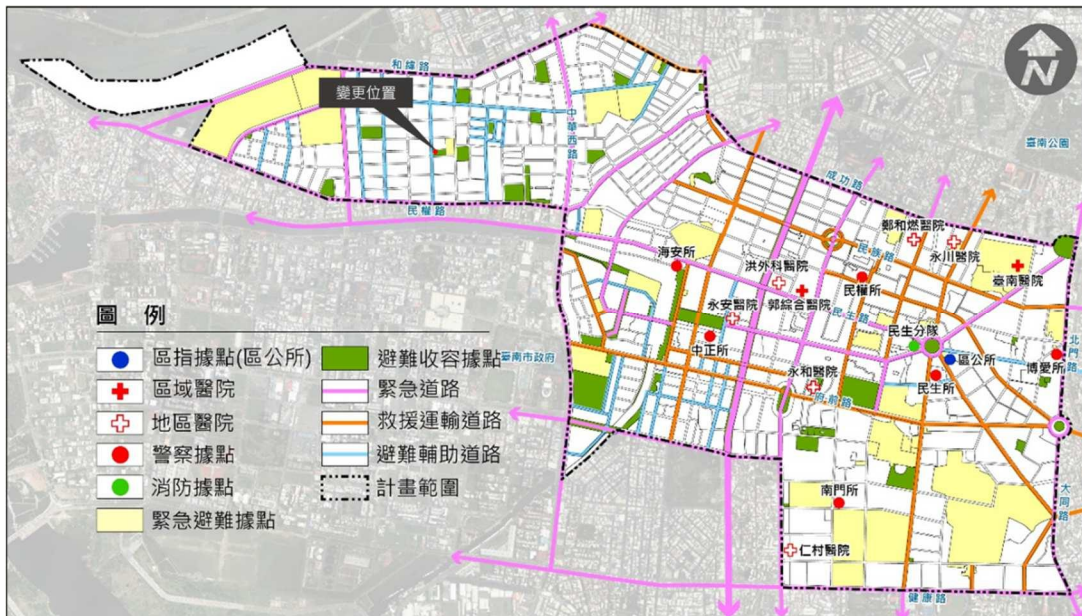 和緯路
變更位置
中華西路
N
臺南公園
成功路
民權路
鄭和燃醫院
永川醫院
民族路
海安所
洪外科醫院
臺南醫院
民權所
郭綜合醫院
永安醫院
民生路
民生分隊
北門路
中正所
區公所
博愛所
臺南市政府
永和醫院
民生所
府前路
大同路
南門所
仁村醫院
健康路
圖 例
區指據點(區公所)
避難收容據點
區域醫院
緊急道路
地區醫院
救援運輸道路
警察據點
避難輔助道路
消防據點
計畫範圍
緊急避難據點